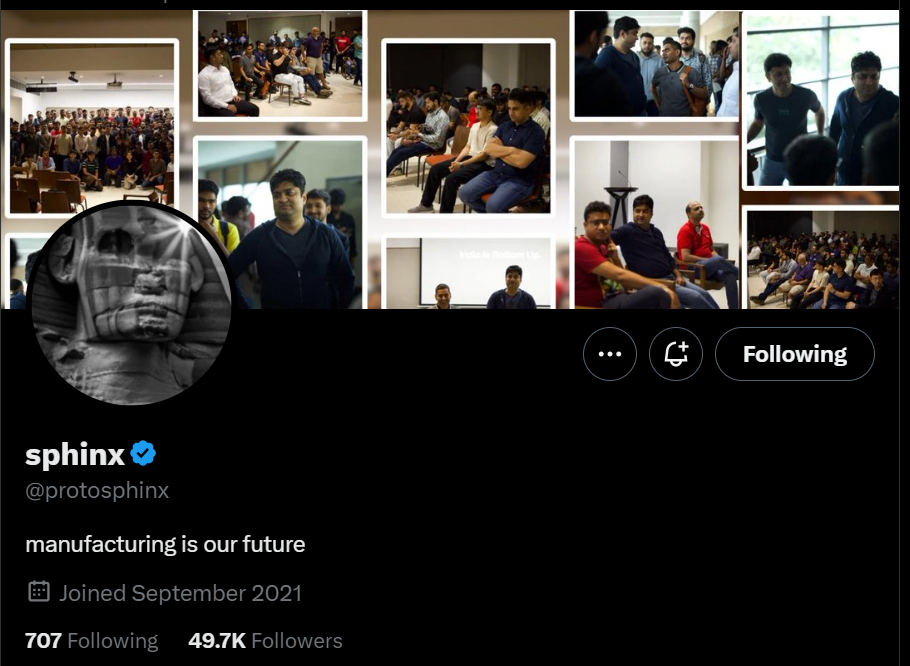 India is Bottom Up.
Following
sphinx
@protosphinx
manufacturing is our future
Joined September 2021
707 Following 49.7K Followers